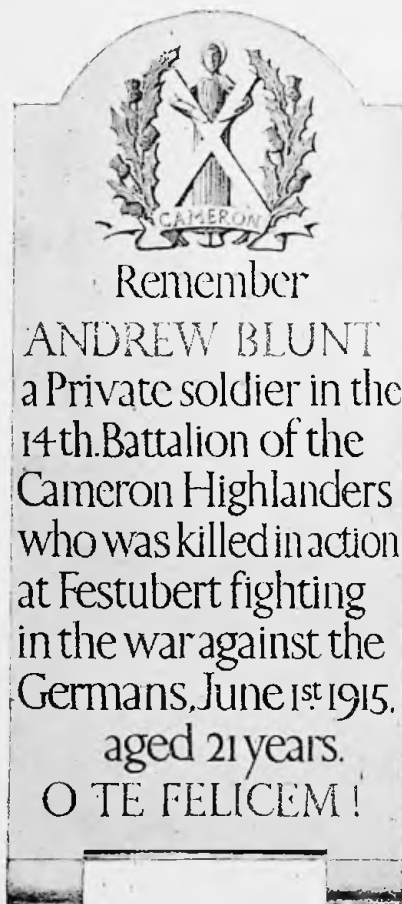 CAMERON
Remember
ANDREW BLUNT
a Private soldier in the
14th.Battalion of the
Cameron Highlanders
who was killed in action
at Festubert fighting
in the war against the
Germans, June 1st 1915,
aged 21 years.
O TE FELICEM!